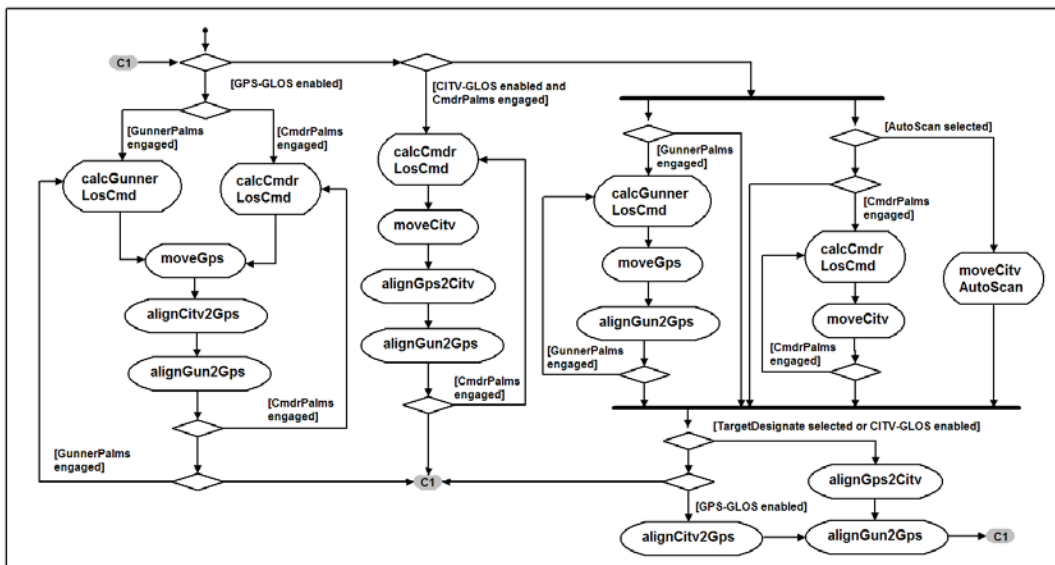 C1
[GPS-GLOS enabled]
[GunnerPalms
engaged]
[CmdrPalms
engaged]
calcGunner
LosCmd
calcCmdr
LosCmd
moveGps
alignCitv2Gps
alignGun2Gps
[CmdrPalms
engaged]
[GunnerPalms
engaged]
[CITV-GLOS enabled and
CmdrPalms engaged]
calcCmdr
LosCmd
moveCitv
alignGps2Citv
alignGun2Gps
[CmdrPalms
engaged]
C1
[GunnerPalms
engaged]
calcGunner
LosCmd
moveGps
alignGun2Gps
[GunnerPalms
engaged]
[AutoScan selected]
[CmdrPalms
engaged]
calcCmdr
LosCmd
moveCitv
[CmdrPalms
engaged]
moveCitv
AutoScan
[TargetDesignate selected or CITV-GLOS enabled]
alignGps2Citv
[GPS-GLOS enabled]
alignCitv2Gps
alignGun2Gps
C1